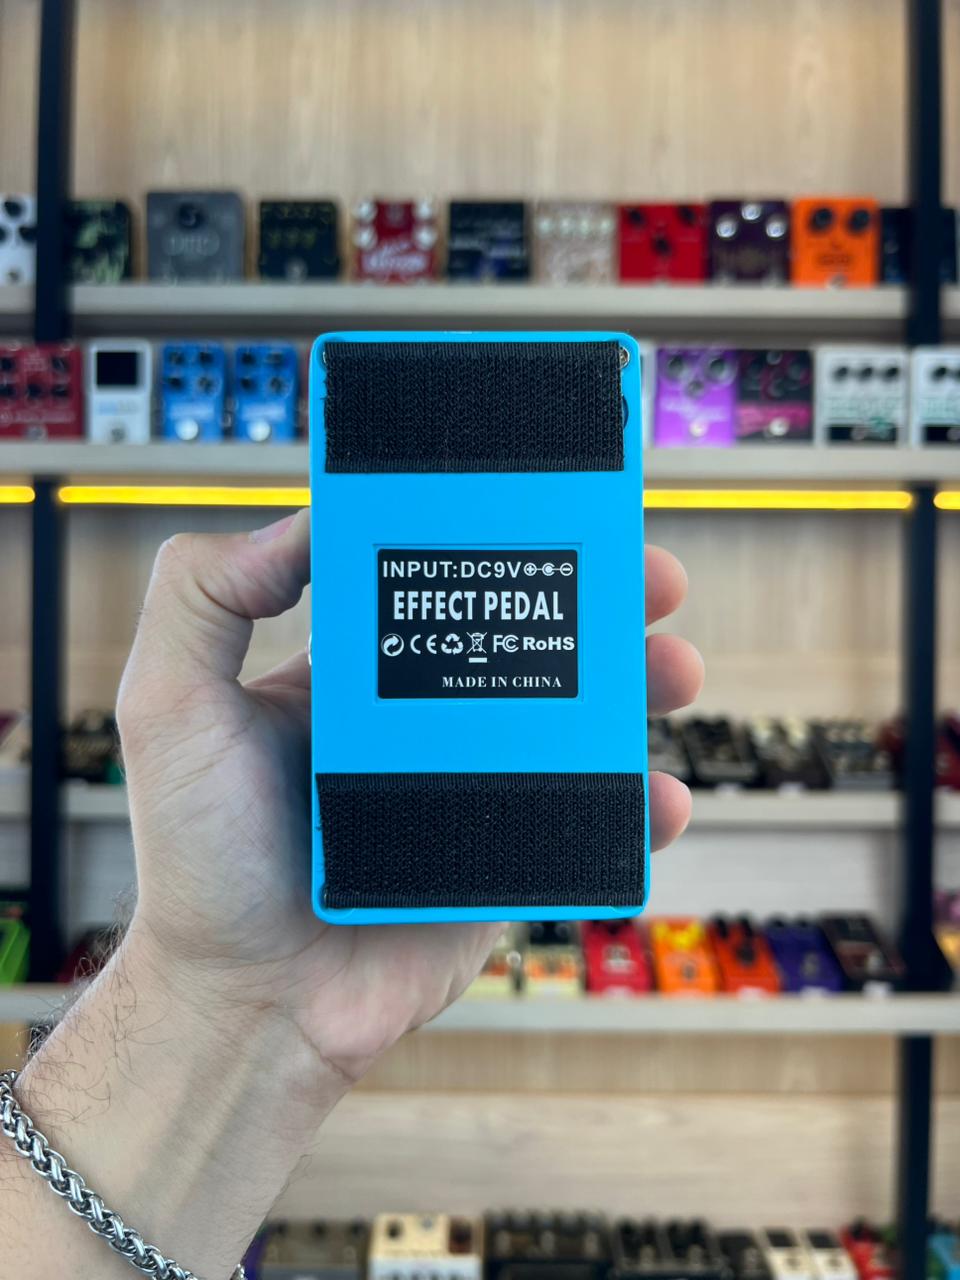 INPUT:DC9V
EFFECT PEDAL
CE FC RoHS
MADE IN CHINA